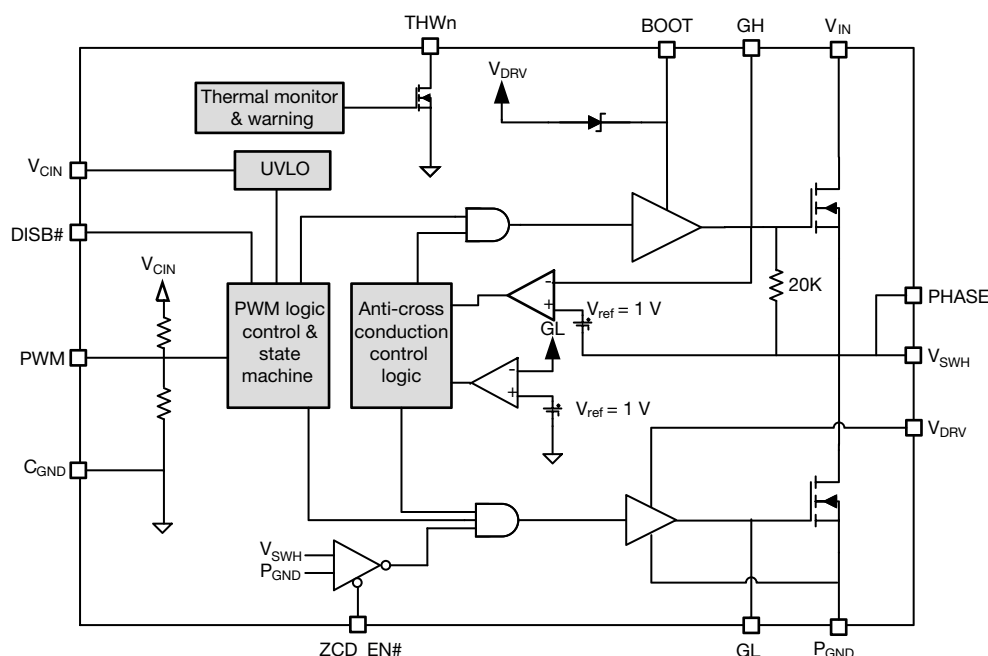 THWn
BOOT
GH
VIN
VDRV
Thermal monitor
& warning
VCIN
UVLO
DISB#
VCIN
PWM logic
control &
state
machine
Anti-cross
conduction
control
logic
-
+
Vref = 1 V
20K
PHASE
GL
PWM
VSWH
-
+
Vref = 1 V
VDRV
CGND
VSWH
PGND
ZCD_EN#
GL
PGND